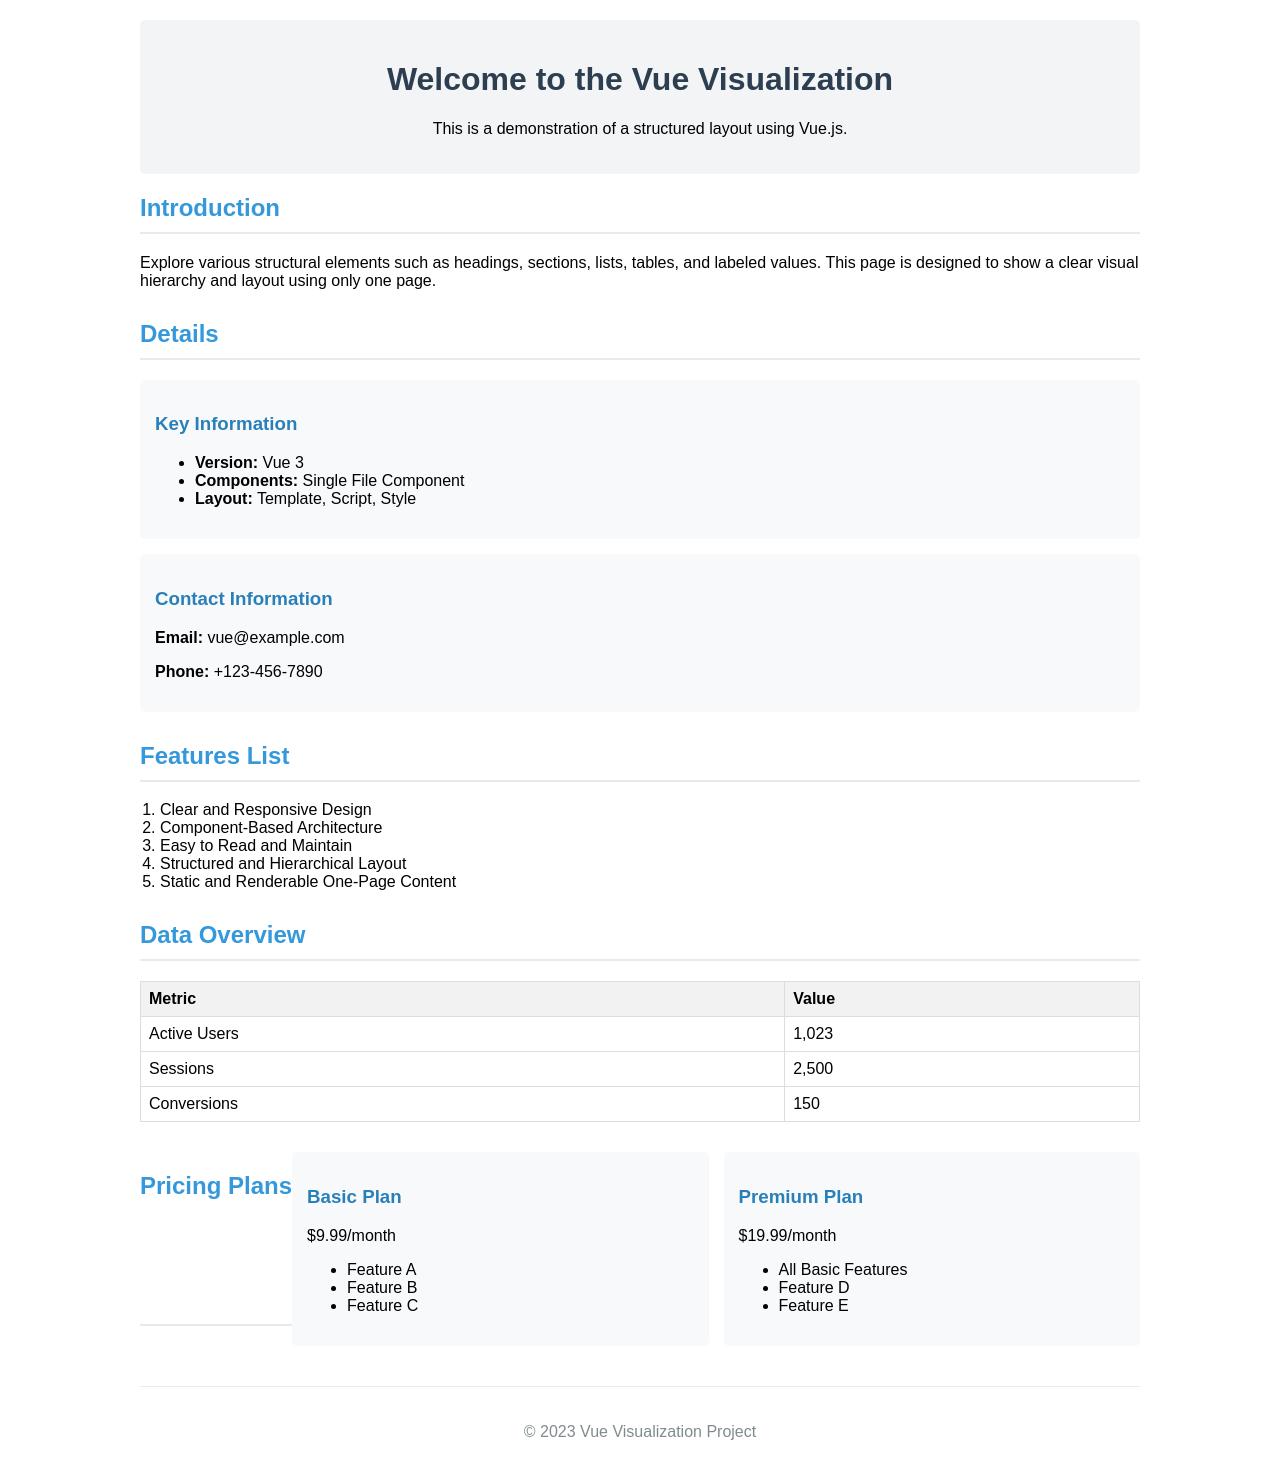 Welcome to the Vue Visualization
This is a demonstration of a structured layout using Vue.js.
Introduction
Explore various structural elements such as headings, sections, lists, tables, and labeled values. This page is designed to show a clear visual
hierarchy and layout using only one page.
Details
Key Information
• Version: Vue 3
• Components: Single File Component
• Layout: Template, Script, Style
Contact Information
Email: vue@example.com
Phone: +123-456-7890
Features List
1. Clear and Responsive Design
2. Component-Based Architecture
3. Easy to Read and Maintain
4. Structured and Hierarchical Layout
5. Static and Renderable One-Page Content
Data Overview
Metric Value
Active Users 1,023
Sessions 2,500
Conversions 150
Pricing Plans
Basic Plan
$9.99/month
• Feature A
• Feature B
• Feature C
Premium Plan
$19.99/month
• All Basic Features
• Feature D
• Feature E
© 2023 Vue Visualization Project